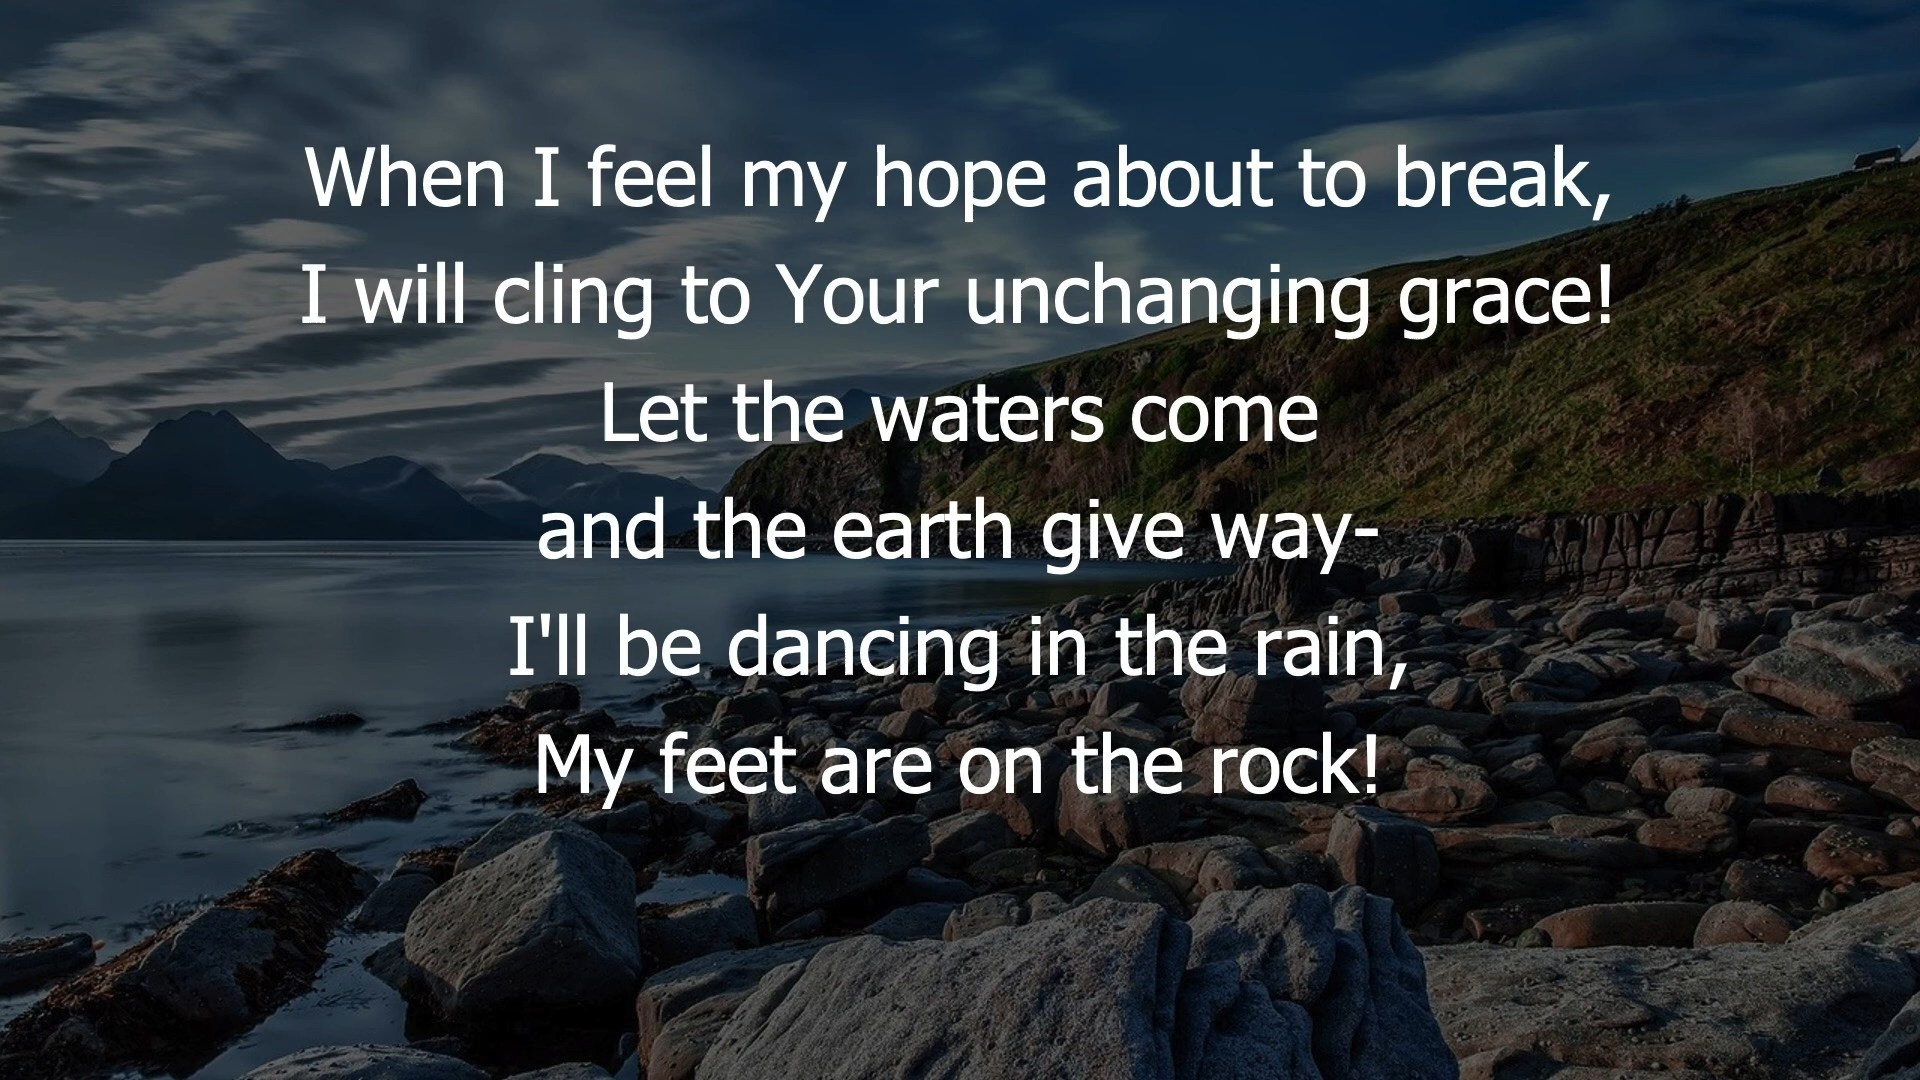 When I feel my hope about to break,
I will cling to Your unchanging grace!
Let the waters come
and the earth give way-
I'll be dancing in the rain,
My feet are on the rock!